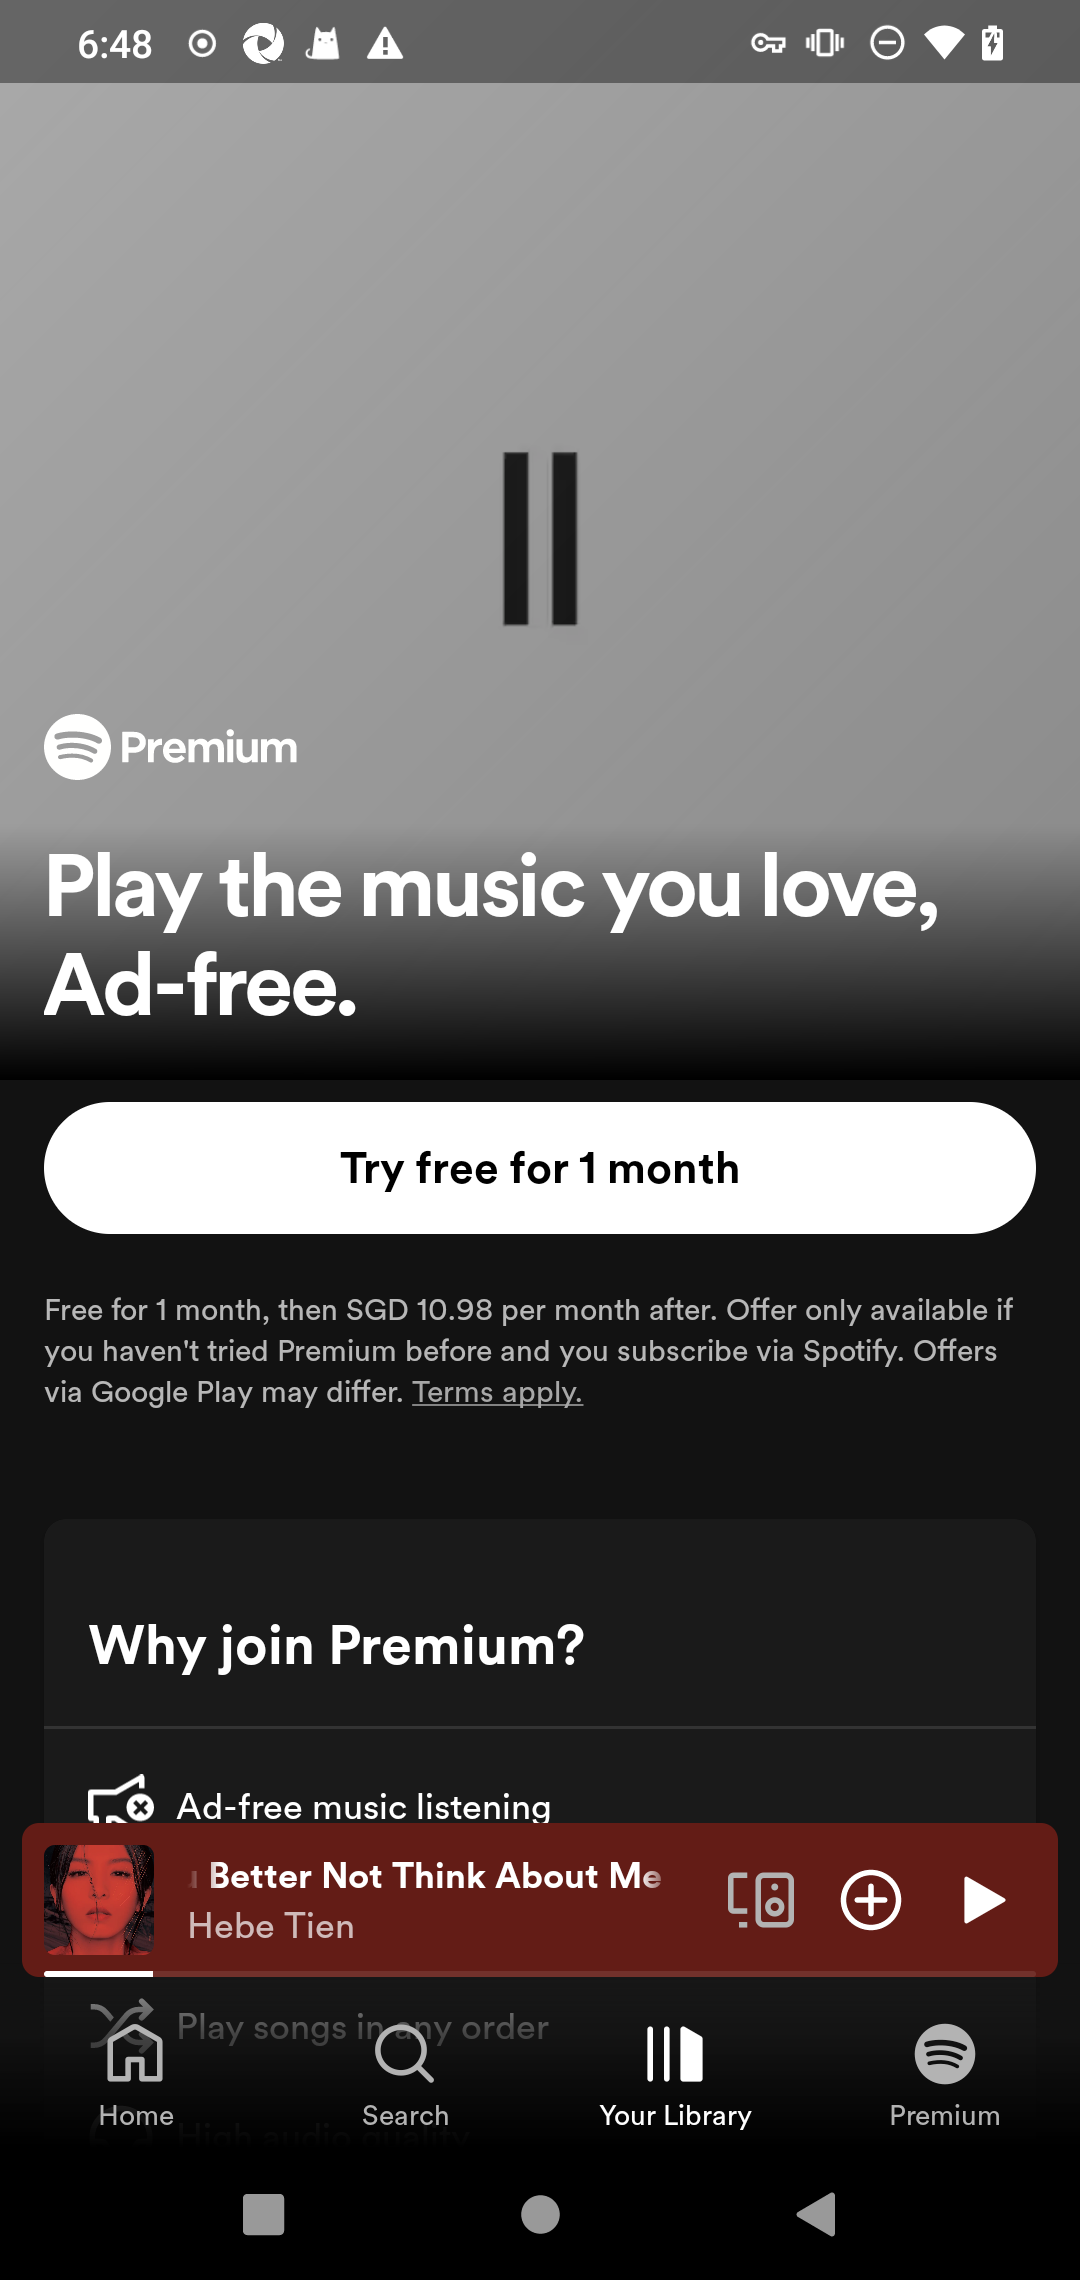 6:48
Premium
Play the music you love,
Ad-free.
Try free for 1 month
Free for 1 month, then SGD 10.98 per month after. Offer only available if
you haven't tried Premium before and you subscribe via Spotify. Offers
via Google Play may differ. Terms apply.
Why join Premium?
Ad-free music listening
Better Not Think About Me
Hebe Tien
Play songs in any order
Home
Search
Your Library
Premium
High audio quality